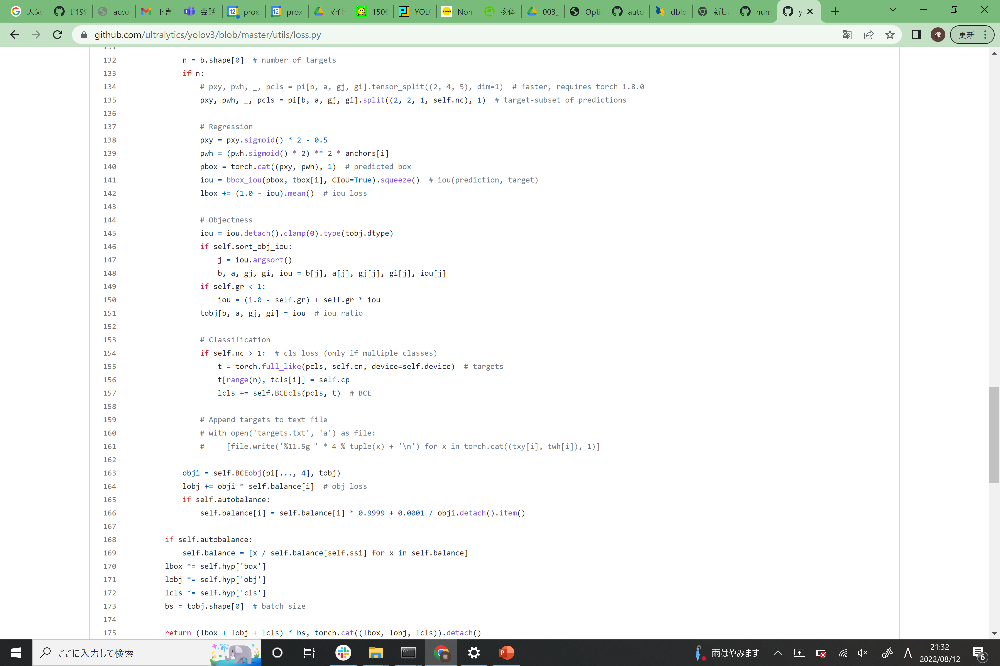 天気
tf199
acco
下書
会話
proxi
prox
マイト
1506
YOLO
Non
物体
003_
Opti
auto
dblp
新しい
num
y
github.com/ultralytics/yolov3/blob/master/utils/loss.py
徹
更新
131
132 n = b.shape[0]  # number of targets
133 if n:
134 # pxy, pwh, _, pcls = pi[b, a, gj, gi].tensor_split((2, 4, 5), dim=1)  # faster, requires torch 1.8.0
135 pxy, pwh, _, pcls = pi[b, a, gj, gi].split((2, 2, 1, self.nc), 1)  # target-subset of predictions
136
137 # Regression
138 pxy = pxy.sigmoid() * 2 - 0.5
139 pwh = (pwh.sigmoid() * 2) ** 2 * anchors[i]
140 pbox = torch.cat((pxy, pwh), 1)  # predicted box
141 iou = bbox_iou(pbox, tbox[i], CIoU=True).squeeze()  # iou(prediction, target)
142 lbox += (1.0 - iou).mean()  # iou loss
143
144 # Objectness
145 iou = iou.detach().clamp(0).type(tobj.dtype)
146 if self.sort_obj_iou:
147 j = iou.argsort()
148 b, a, gj, gi, iou = b[j], a[j], gj[j], gi[j], iou[j]
149 if self.gr < 1:
150 iou = (1.0 - self.gr) + self.gr * iou
151 tobj[b, a, gj, gi] = iou  # iou ratio
152
153 # Classification
154 if self.nc > 1:  # cls loss (only if multiple classes)
155 t = torch.full_like(pcls, self.cn, device=self.device)  # targets
156 t[range(n), tcls[i]] = self.cp
157 lcls += self.BCEcls(pcls, t)  # BCE
158
159 # Append targets to text file
160 # with open('targets.txt', 'a') as file:
161 #     [file.write('%11.5g ' * 4 % tuple(x) + '\n') for x in torch.cat((txy[i], twh[i]), 1)]
162
163 obji = self.BCEobj(pi[..., 4], tobj)
164 lobj += obji * self.balance[i]  # obj loss
165 if self.autobalance:
166 self.balance[i] = self.balance[i] * 0.9999 + 0.0001 / obji.detach().item()
167
168 if self.autobalance:
169 self.balance = [x / self.balance[self.ssi] for x in self.balance]
170 lbox *= self.hyp['box']
171 lobj *= self.hyp['obj']
172 lcls *= self.hyp['cls']
173 bs = tobj.shape[0]  # batch size
174
175 return (lbox + lobj + lcls) * bs, torch.cat((lbox, lobj, lcls)).detach()
ここに入力して検索
雨はやみます
A
21:32
2022/08/12
6